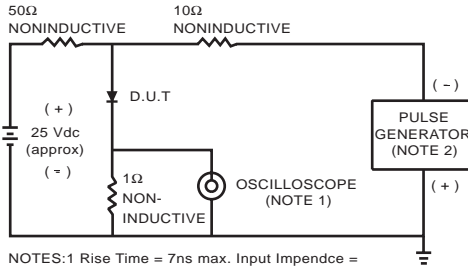 50Ω
NONINDUCTIVE
10Ω
NONINDUCTIVE
D.U.T
( + )
25 Vdc
(approx)
( - )
1Ω
NON-
INDUCTIVE
OSCILLOSCOPE
(NOTE 1)
( - )
PULSE
GENERATOR
(NOTE 2)
( + )
NOTES:1 Rise Time = 7ns max. Input Impendce =